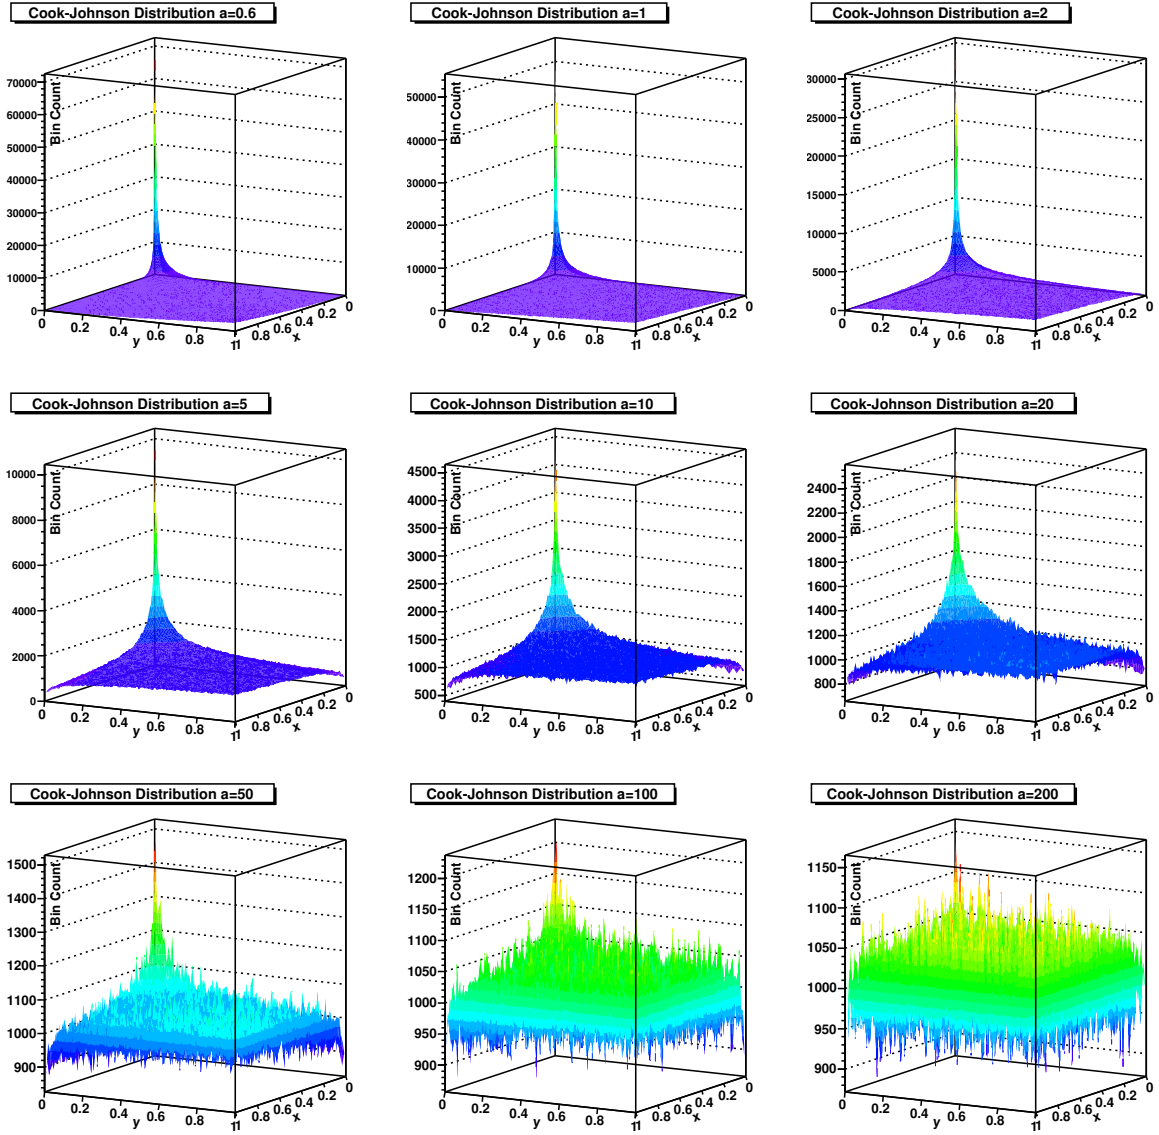 Cook-Johnson Distribution a=0.6
Bin Count
70000
60000
50000
40000
30000
20000
10000
0
0 0.2 0.4 0.6 0.8 1
y
1 0.8 0.6 0.4 0.2 0
x
Cook-Johnson Distribution a=1
Bin Count
50000
40000
30000
20000
10000
0
0 0.2 0.4 0.6 0.8 1
y
1 0.8 0.6 0.4 0.2 0
x
Cook-Johnson Distribution a=2
Bin Count
30000
25000
20000
15000
10000
5000
0
0 0.2 0.4 0.6 0.8 1
y
1 0.8 0.6 0.4 0.2 0
x
Cook-Johnson Distribution a=5
Bin Count
10000
8000
6000
4000
2000
0
0 0.2 0.4 0.6 0.8 1
y
1 0.8 0.6 0.4 0.2 0
x
Cook-Johnson Distribution a=10
Bin Count
4500
4000
3500
3000
2500
2000
1500
1000
500
0 0.2 0.4 0.6 0.8 1
y
1 0.8 0.6 0.4 0.2 0
x
Cook-Johnson Distribution a=20
Bin Count
2400
2200
2000
1800
1600
1400
1200
1000
800
0 0.2 0.4 0.6 0.8 1
y
1 0.8 0.6 0.4 0.2 0
x
Cook-Johnson Distribution a=50
Bin Count
1500
1400
1300
1200
1100
1000
900
0 0.2 0.4 0.6 0.8 1
y
1 0.8 0.6 0.4 0.2 0
x
Cook-Johnson Distribution a=100
Bin Count
1200
1150
1100
1050
1000
950
900
0 0.2 0.4 0.6 0.8 1
y
1 0.8 0.6 0.4 0.2 0
x
Cook-Johnson Distribution a=200
Bin Count
1150
1100
1050
1000
950
900
0 0.2 0.4 0.6 0.8 1
y
1 0.8 0.6 0.4 0.2 0
x